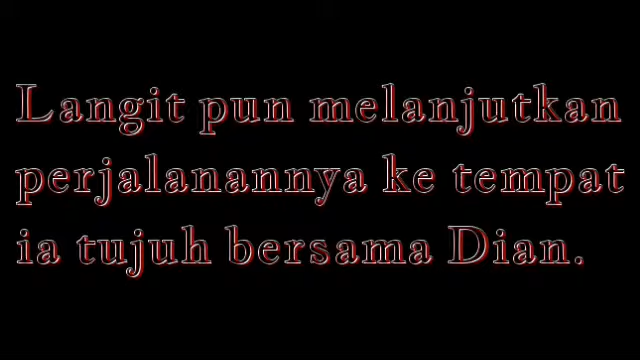 Langit pun melanjutkan
perjalanannya ke tempat
ia tujuh bersama Dian.